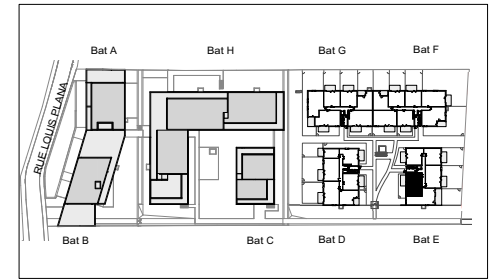 Bat A
Bat H
Bat G
Bat F
RUE LOUIS PLANA
Bat B
Bat C
Bat D
Bat E